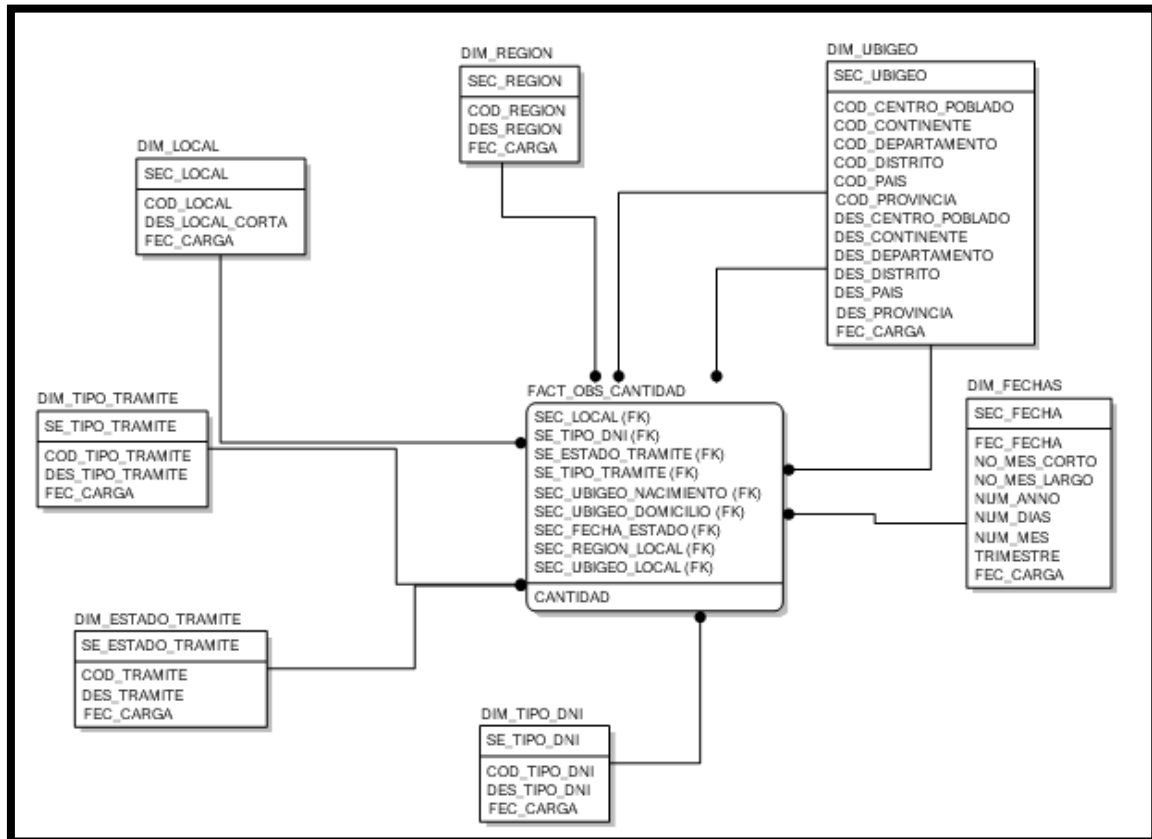 DIM_REGION
SEC_REGION
COD_REGION
DES_REGION
FEC_CARGA
DIM_UBIGEO
SEC_UBIGEO
COD_CENTRO_POBLADO
COD_CONTINENTE
COD_DEPARTAMENTO
COD_DISTRITO
COD_PAIS
COD_PROVINCIA
DES_CENTRO_POBLADO
DES_CONTINENTE
DES_DEPARTAMENTO
DES_DISTRITO
DES_PAIS
DES_PROVINCIA
FEC_CARGA
DIM_LOCAL
SEC_LOCAL
COD_LOCAL
DES_LOCAL_CORTA
FEC_CARGA
DIM_TIPO_TRAMITE
SE_TIPO_TRAMITE
COD_TIPO_TRAMITE
DES_TIPO_TRAMITE
FEC_CARGA
FACT_OBS_CANTIDAD
SEC_LOCAL (FK)
SE_TIPO_DNI (FK)
SE_ESTADO_TRAMITE (FK)
SE_TIPO_TRAMITE (FK)
SEC_UBIGEO_NACIMIENTO (FK)
SEC_UBIGEO_DOMICILIO (FK)
SEC_FECHA_ESTADO (FK)
SEC_REGION_LOCAL (FK)
SEC_UBIGEO_LOCAL (FK)
CANTIDAD
DIM_FECHAS
SEC_FECHA
FEC_FECHA
NO_MES_CORTO
NO_MES_LARGO
NUM_ANNO
NUM_DIAS
NUM_MES
TRIMESTRE
FEC_CARGA
DIM_ESTADO_TRAMITE
SE_ESTADO_TRAMITE
COD_TRAMITE
DES_TRAMITE
FEC_CARGA
DIM_TIPO_DNI
SE_TIPO_DNI
COD_TIPO_DNI
DES_TIPO_DNI
FEC_CARGA